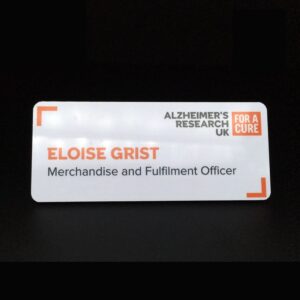 ALZHEIMER'S
RESEARCH
UK
FOR A
CURE
ELOISE GRIST
Merchandise and Fulfilment Officer